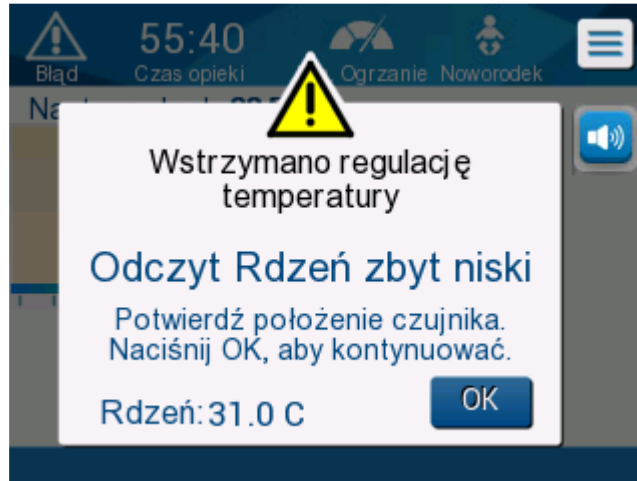 55:40
Błąd Czas opieki Ogrzanie Noworodek
Wstrzymano regulację
temperatury
Odczyt Rdzeń zbyt niski
Potwierdź położenie czujnika.
Naciśnij OK, aby kontynuować.
Rdzeń: 31.0 C OK